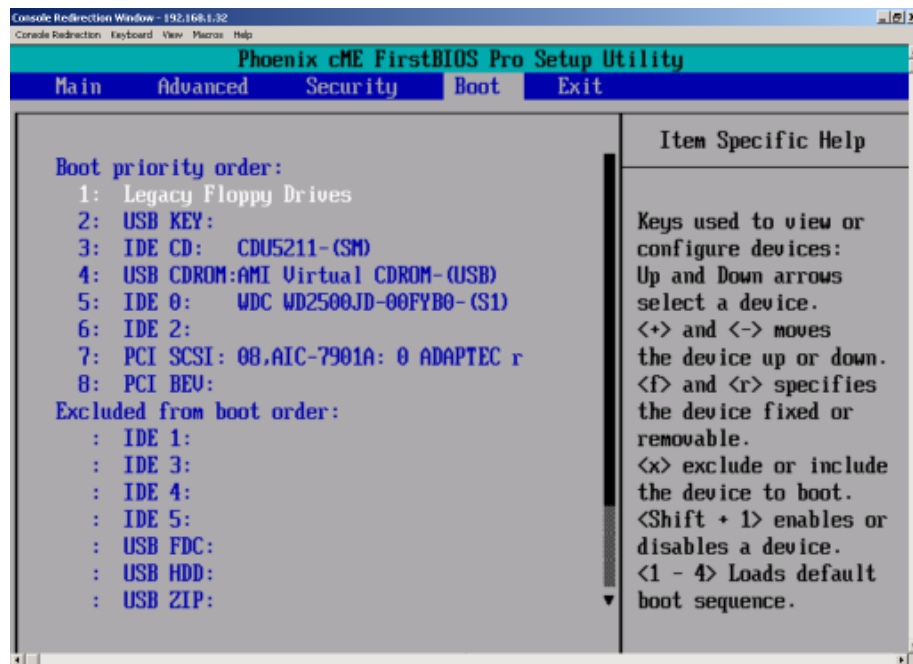 Console Redirection Window - 192.168.1.32
Console Redirection Keyboard View Macros Help
Phoenix cME FirstBIOS Pro Setup Utility
Main Advanced Security Boot Exit
Boot priority order:
1: Legacy Floppy Drives
2: USB KEY:
3: IDE CD: CDU5211-(SM)
4: USB CDROM:AMI Virtual CDROM-(USB)
5: IDE 0: WDC WD2500JD-00FYB0-(S1)
6: IDE 2:
7: PCI SCSI: 08,AIC-7901A: 0 ADAPTEC r
8: PCI BEV:
Excluded from boot order:
: IDE 1:
: IDE 3:
: IDE 4:
: IDE 5:
: USB FDC:
: USB HDD:
: USB ZIP:
Item Specific Help
Keys used to view or
configure devices:
Up and Down arrows
select a device.
<+> and <-> moves
the device up or down.
<f> and <r> specifies
the device fixed or
removable.
<x> exclude or include
the device to boot.
<Shift + 1> enables or
disables a device.
<1 - 4> Loads default
boot sequence.